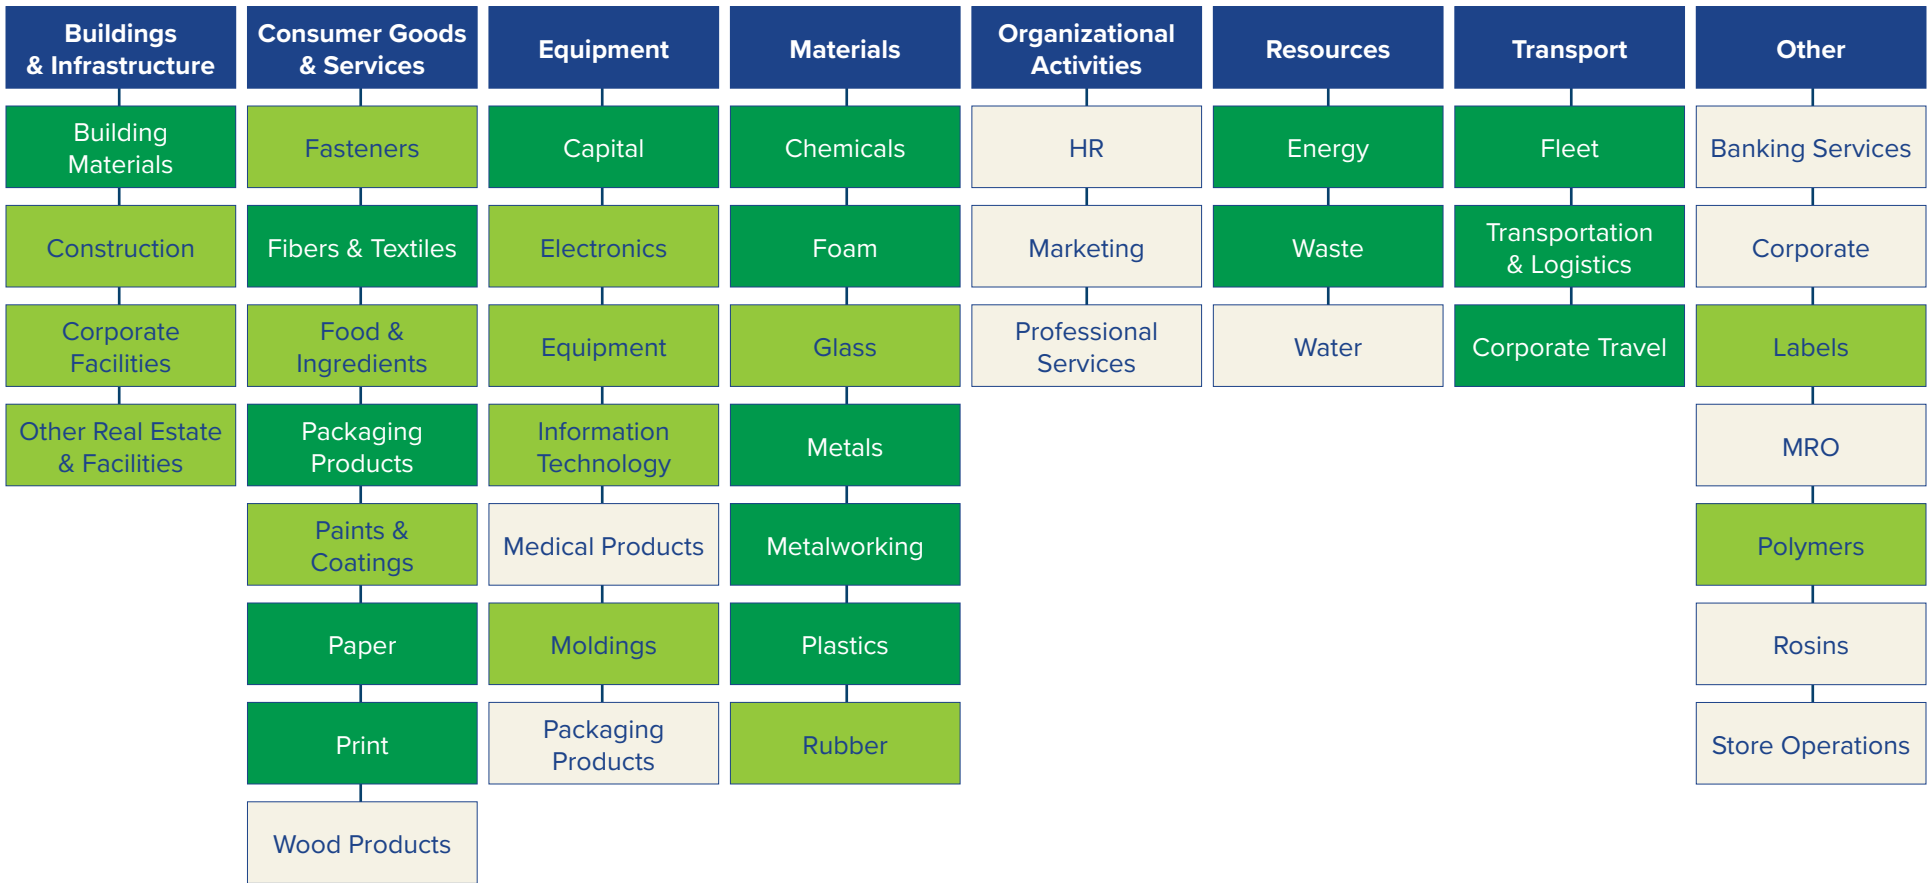 Buildings
& Infrastructure
Building
Materials
Construction
Corporate
Facilities
Other Real Estate
& Facilities
Consumer Goods
& Services
Fasteners
Fibers & Textiles
Food &
Ingredients
Packaging
Products
Paints &
Coatings
Paper
Print
Wood Products
Equipment
Capital
Electronics
Equipment
Information
Technology
Medical Products
Moldings
Packaging
Products
Materials
Chemicals
Foam
Glass
Metals
Metalworking
Plastics
Rubber
Organizational
Activities
HR
Marketing
Professional
Services
Resources
Energy
Waste
Water
Transport
Fleet
Transportation
& Logistics
Corporate Travel
Other
Banking Services
Corporate
Labels
MRO
Polymers
Rosins
Store Operations